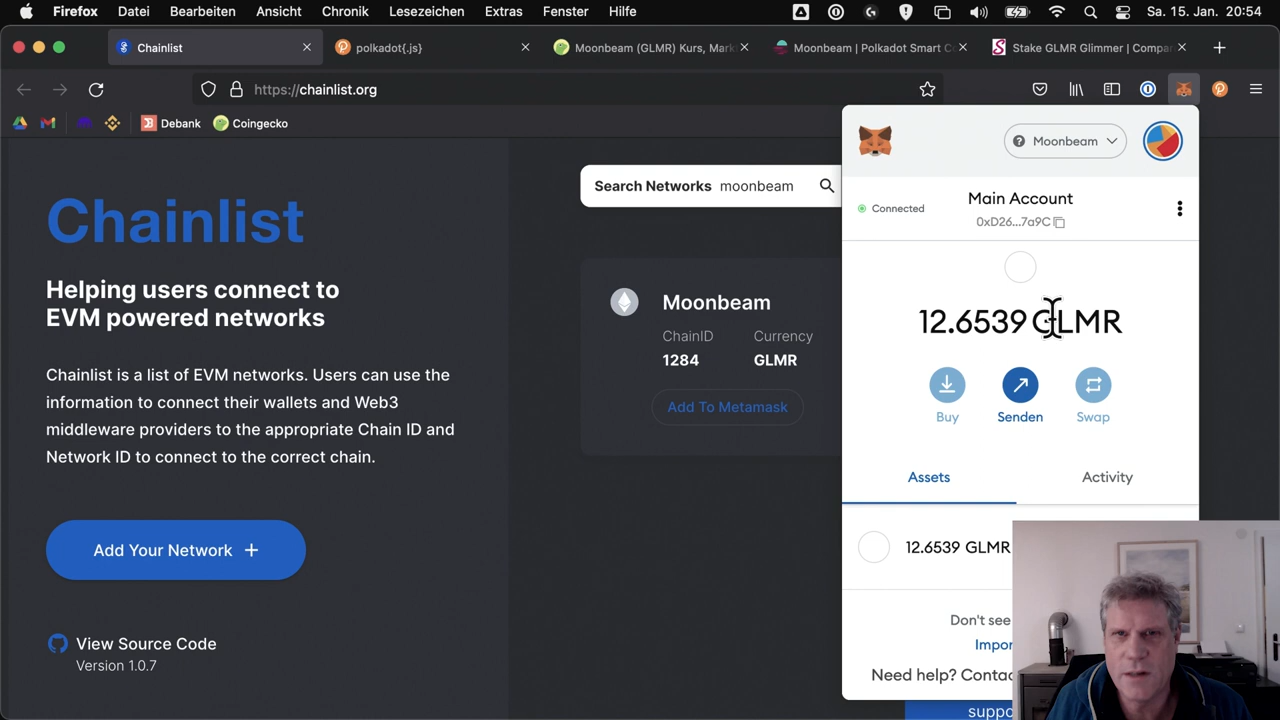 Firefox Datei Bearbeiten Ansicht Chronik Lesezeichen Extras Fenster Hilfe Sa. 15. Jan. 20:54
Chainlist polkadot{.js} Moonbeam (GLMR) Kurs, Mark Moonbeam | Polkadot Smart Co Stake GLMR Glimmer | Compa
https://chainlist.org
Debank Coingecko
Chainlist
Helping users connect to
EVM powered networks
Chainlist is a list of EVM networks. Users can use the
information to connect their wallets and Web3
middleware providers to the appropriate Chain ID and
Network ID to connect to the correct chain.
Add Your Network +
View Source Code
Version 1.0.7
Search Networks moonbeam
Moonbeam
ChainID Currency
1284 GLMR
Add To Metamask
Moonbeam
Connected
Main Account
0xD26...7a9C
12.6539 GLMR
Buy Senden Swap
Assets Activity
12.6539 GLMR
Don't see
Impor
Need help? Contac
suppo